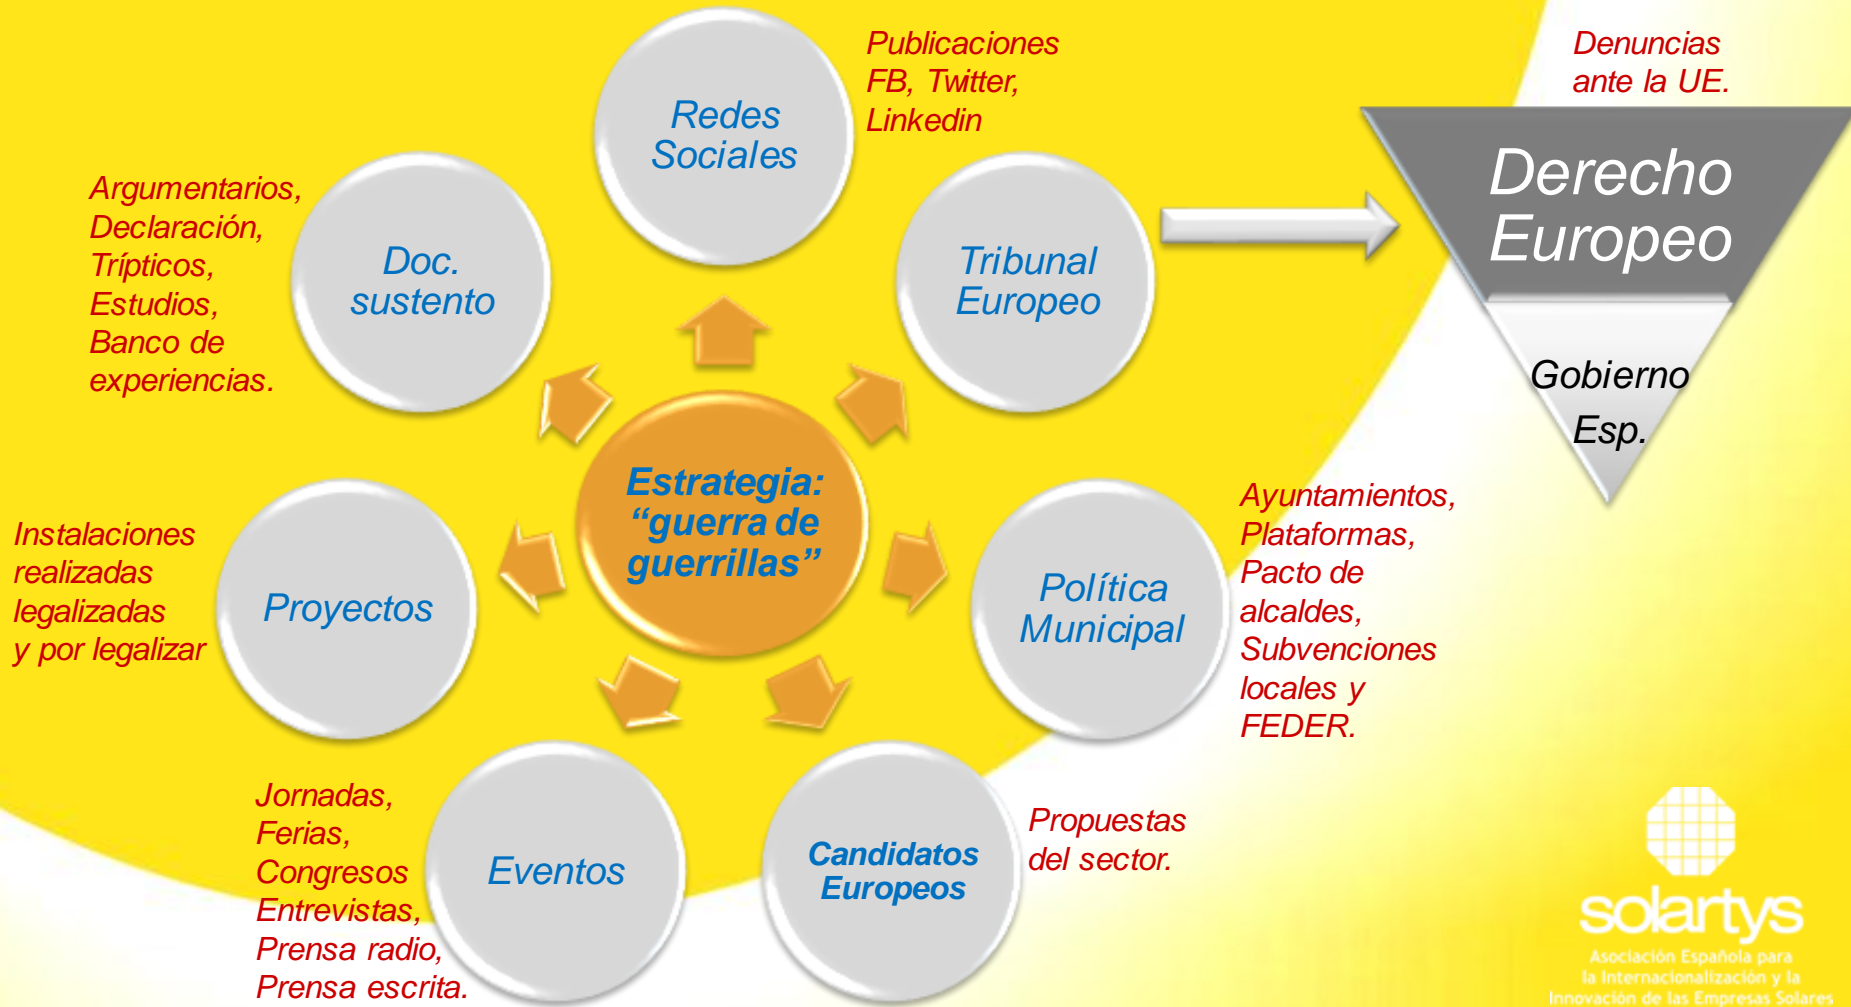 Redes
Sociales
Publicaciones
FB, Twitter,
Linkedin
Tribunal
Europeo
Denuncias
ante la UE.
Derecho
Europeo
Gobierno
Esp.
Política
Municipal
Ayuntamientos,
Plataformas,
Pacto de
alcaldes,
Subvenciones
locales y
FEDER.
Candidatos
Europeos
Propuestas
del sector.
Eventos
Jornadas,
Ferias,
Congresos
Entrevistas,
Prensa radio,
Prensa escrita.
Proyectos
Instalaciones
realizadas
legalizadas
y por legalizar
Doc.
sustento
Argumentarios,
Declaración,
Trípticos,
Estudios,
Banco de
experiencias.
Estrategia:
“guerra de
guerrillas”
solartys
Asociación Española para
la Internacionalización y la
Innovación de las Empresas Solares